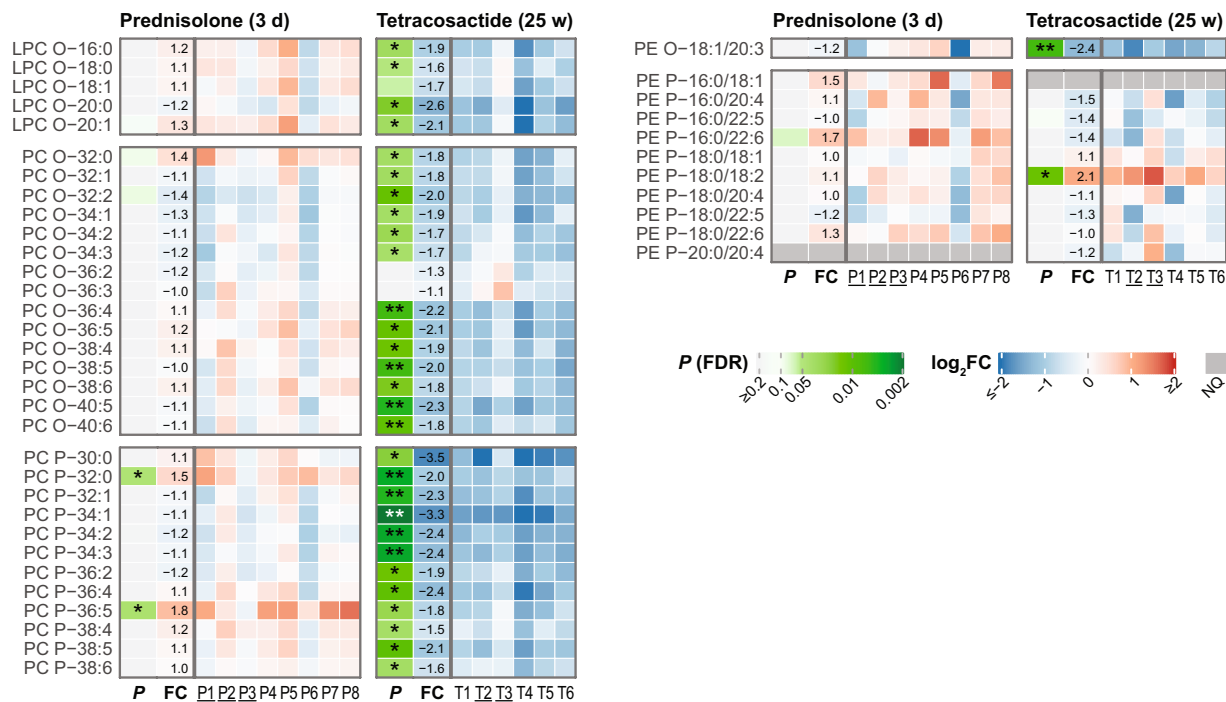 Prednisolone (3 d) Tetracosactide (25 w)
LPC O−16:0 1.2 * −1.9
LPC O−18:0 1.1 * −1.6
LPC O−18:1 1.1 −1.7
LPC O−20:0 −1.2 * −2.6
LPC O−20:1 1.3 * −2.1
PC O−32:0 1.4 * −1.8
PC O−32:1 −1.1 * −1.8
PC O−32:2 −1.4 * −2.0
PC O−34:1 −1.3 * −1.9
PC O−34:2 −1.1 * −1.7
PC O−34:3 −1.2 * −1.7
PC O−36:2 −1.2 −1.3
PC O−36:3 −1.0 −1.1
PC O−36:4 1.1 ** −2.2
PC O−36:5 1.2 * −2.1
PC O−38:4 1.1 * −1.9
PC O−38:5 −1.0 ** −2.0
PC O−38:6 1.1 * −1.8
PC O−40:5 −1.1 ** −2.3
PC O−40:6 −1.1 ** −1.8
PC P−30:0 1.1 * −3.5
PC P−32:0 * 1.5 ** −2.0
PC P−32:1 −1.1 ** −2.3
PC P−34:1 −1.1 ** −3.3
PC P−34:2 −1.2 ** −2.4
PC P−34:3 −1.1 ** −2.4
PC P−36:2 −1.2 * −1.9
PC P−36:4 1.1 * −2.4
PC P−36:5 * 1.8 * −1.8
PC P−38:4 1.2 * −1.5
PC P−38:5 1.1 * −2.1
PC P−38:6 1.0 * −1.6
P FC P1 P2 P3 P4 P5 P6 P7 P8 P FC T1 T2 T3 T4 T5 T6
Prednisolone (3 d) Tetracosactide (25 w)
PE O−18:1/20:3 −1.2 ** −2.4
PE P−16:0/18:1 1.5
PE P−16:0/20:4 1.1 −1.5
PE P−16:0/22:5 −1.0 −1.4
PE P−16:0/22:6 1.7 −1.4
PE P−18:0/18:1 1.0 1.1
PE P−18:0/18:2 1.1 * 2.1
PE P−18:0/20:4 1.0 −1.1
PE P−18:0/22:5 −1.2 −1.3
PE P−18:0/22:6 1.3 −1.0
PE P−20:0/20:4 −1.2
P FC P1 P2 P3 P4 P5 P6 P7 P8 P FC T1 T2 T3 T4 T5 T6
P (FDR) ≥0.2 0.1 0.05 0.01 0.002
log₂FC ≤-2 −1 0 1 ≥2
NQ